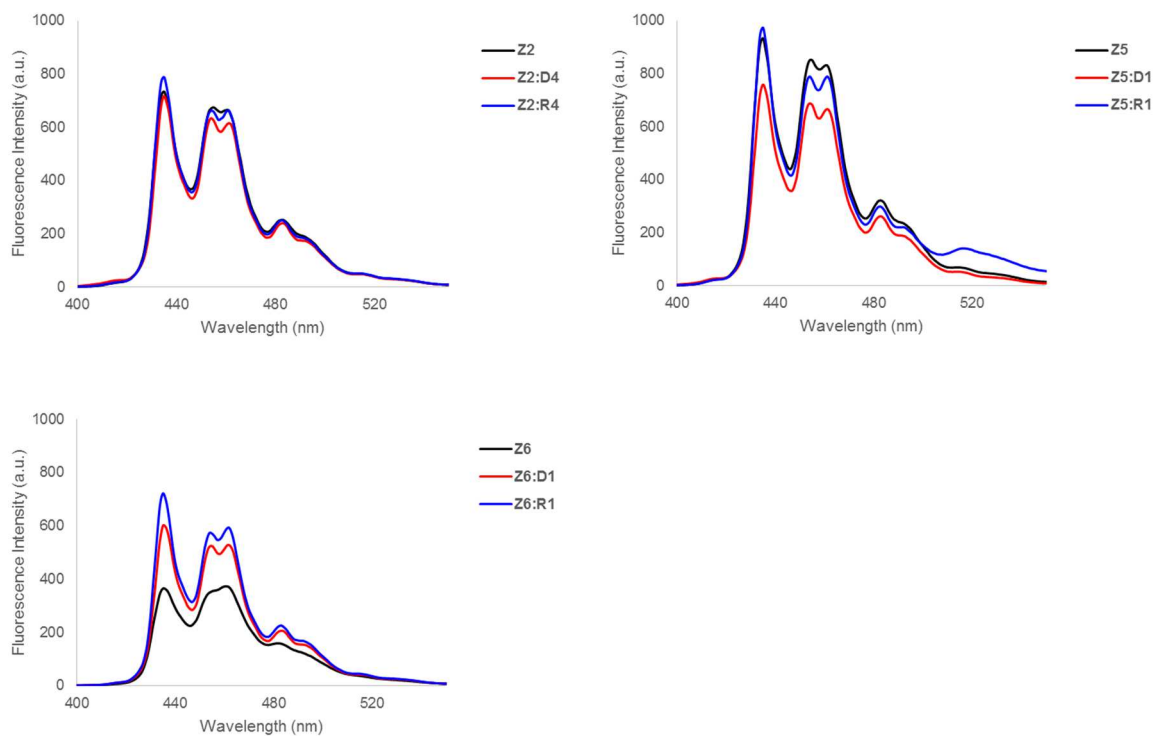 1000
800
600
400
200
0
Fluorescence Intensity (a.u.)
400
440
480
520
Wavelength (nm)
Z2
Z2:D4
Z2:R4
1000
800
600
400
200
0
Fluorescence Intensity (a.u.)
400
440
480
520
Wavelength (nm)
Z5
Z5:D1
Z5:R1
1000
800
600
400
200
0
Fluorescence Intensity (a.u.)
400
440
480
520
Wavelength (nm)
Z6
Z6:D1
Z6:R1